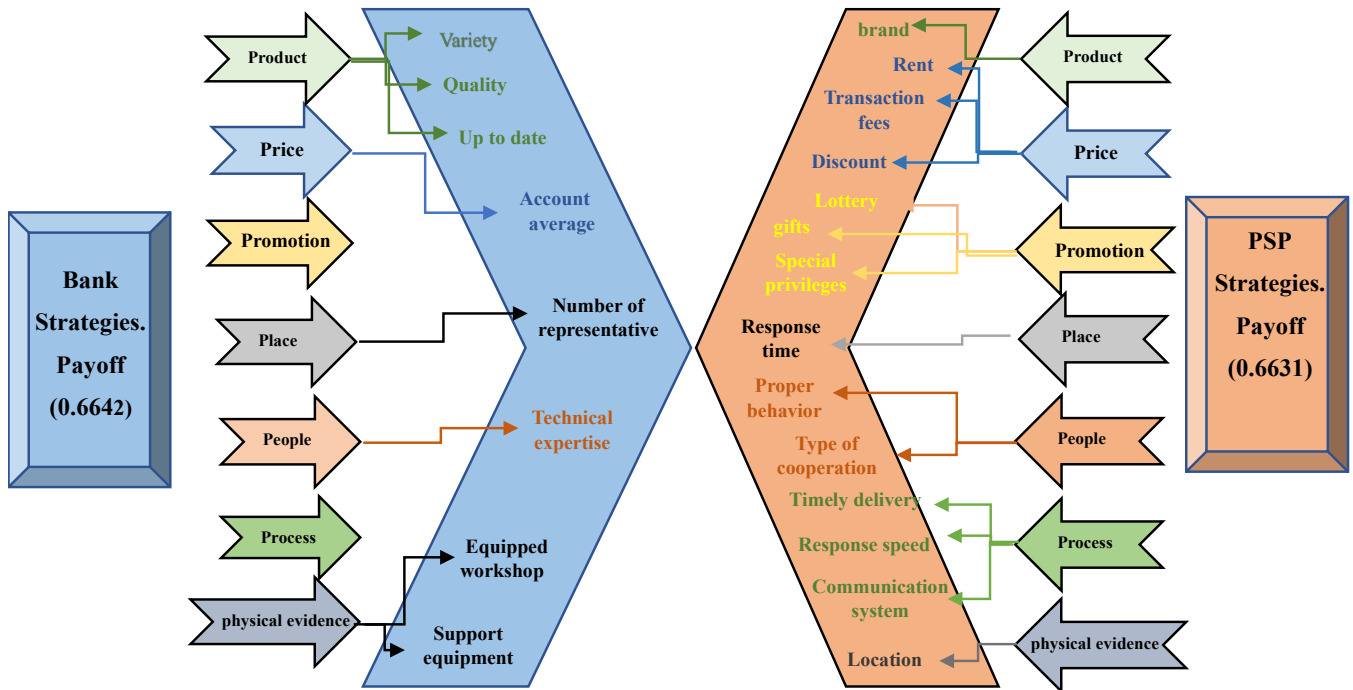 Bank
Strategies.
Payoff
(0.6642)
Product
Price
Promotion
Place
People
Process
physical evidence
Variety
Quality
Up to date
Account
average
Number of
representative
Technical
expertise
Equipped
workshop
Support
equipment
brand
Rent
Transaction
fees
Discount
Lottery
gifts
Special
privileges
Response
time
Proper
behavior
Type of
cooperation
Timely delivery
Response speed
Communication
system
Location
Product
Price
Promotion
Place
People
Process
physical evidence
PSP
Strategies.
Payoff
(0.6631)